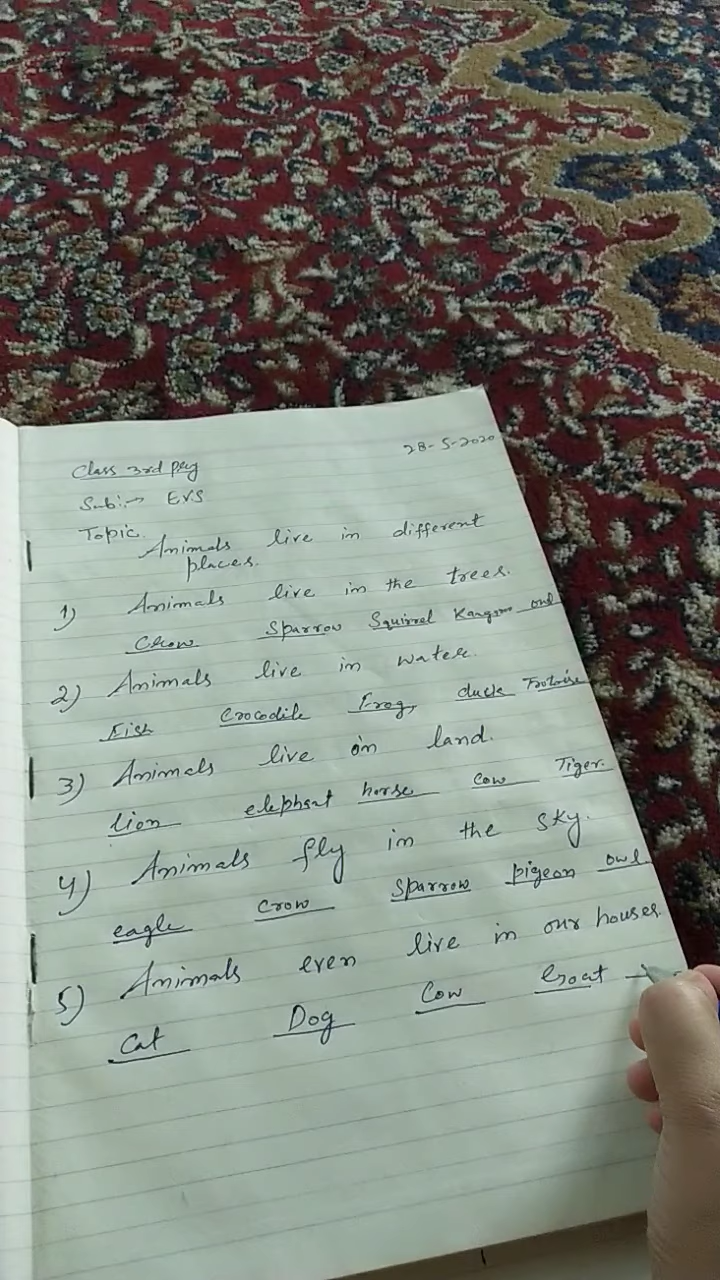 28-5-2020
Class 3rd
Sub:→ EVS
Topic.
Animals live in different
places.
1) Animals live in the trees.
Crow Sparrow Squirrel Kangroo owl
2) Animals live in water.
Fish Crocodile Frog, duck Tortoise
3) Animals live on land.
lion elephant horse cow Tiger.
4) Animals fly in the sky.
eagle crow sparrow pigeon owl
5) Animals even live in our houses.
Cat Dog Cow Goat